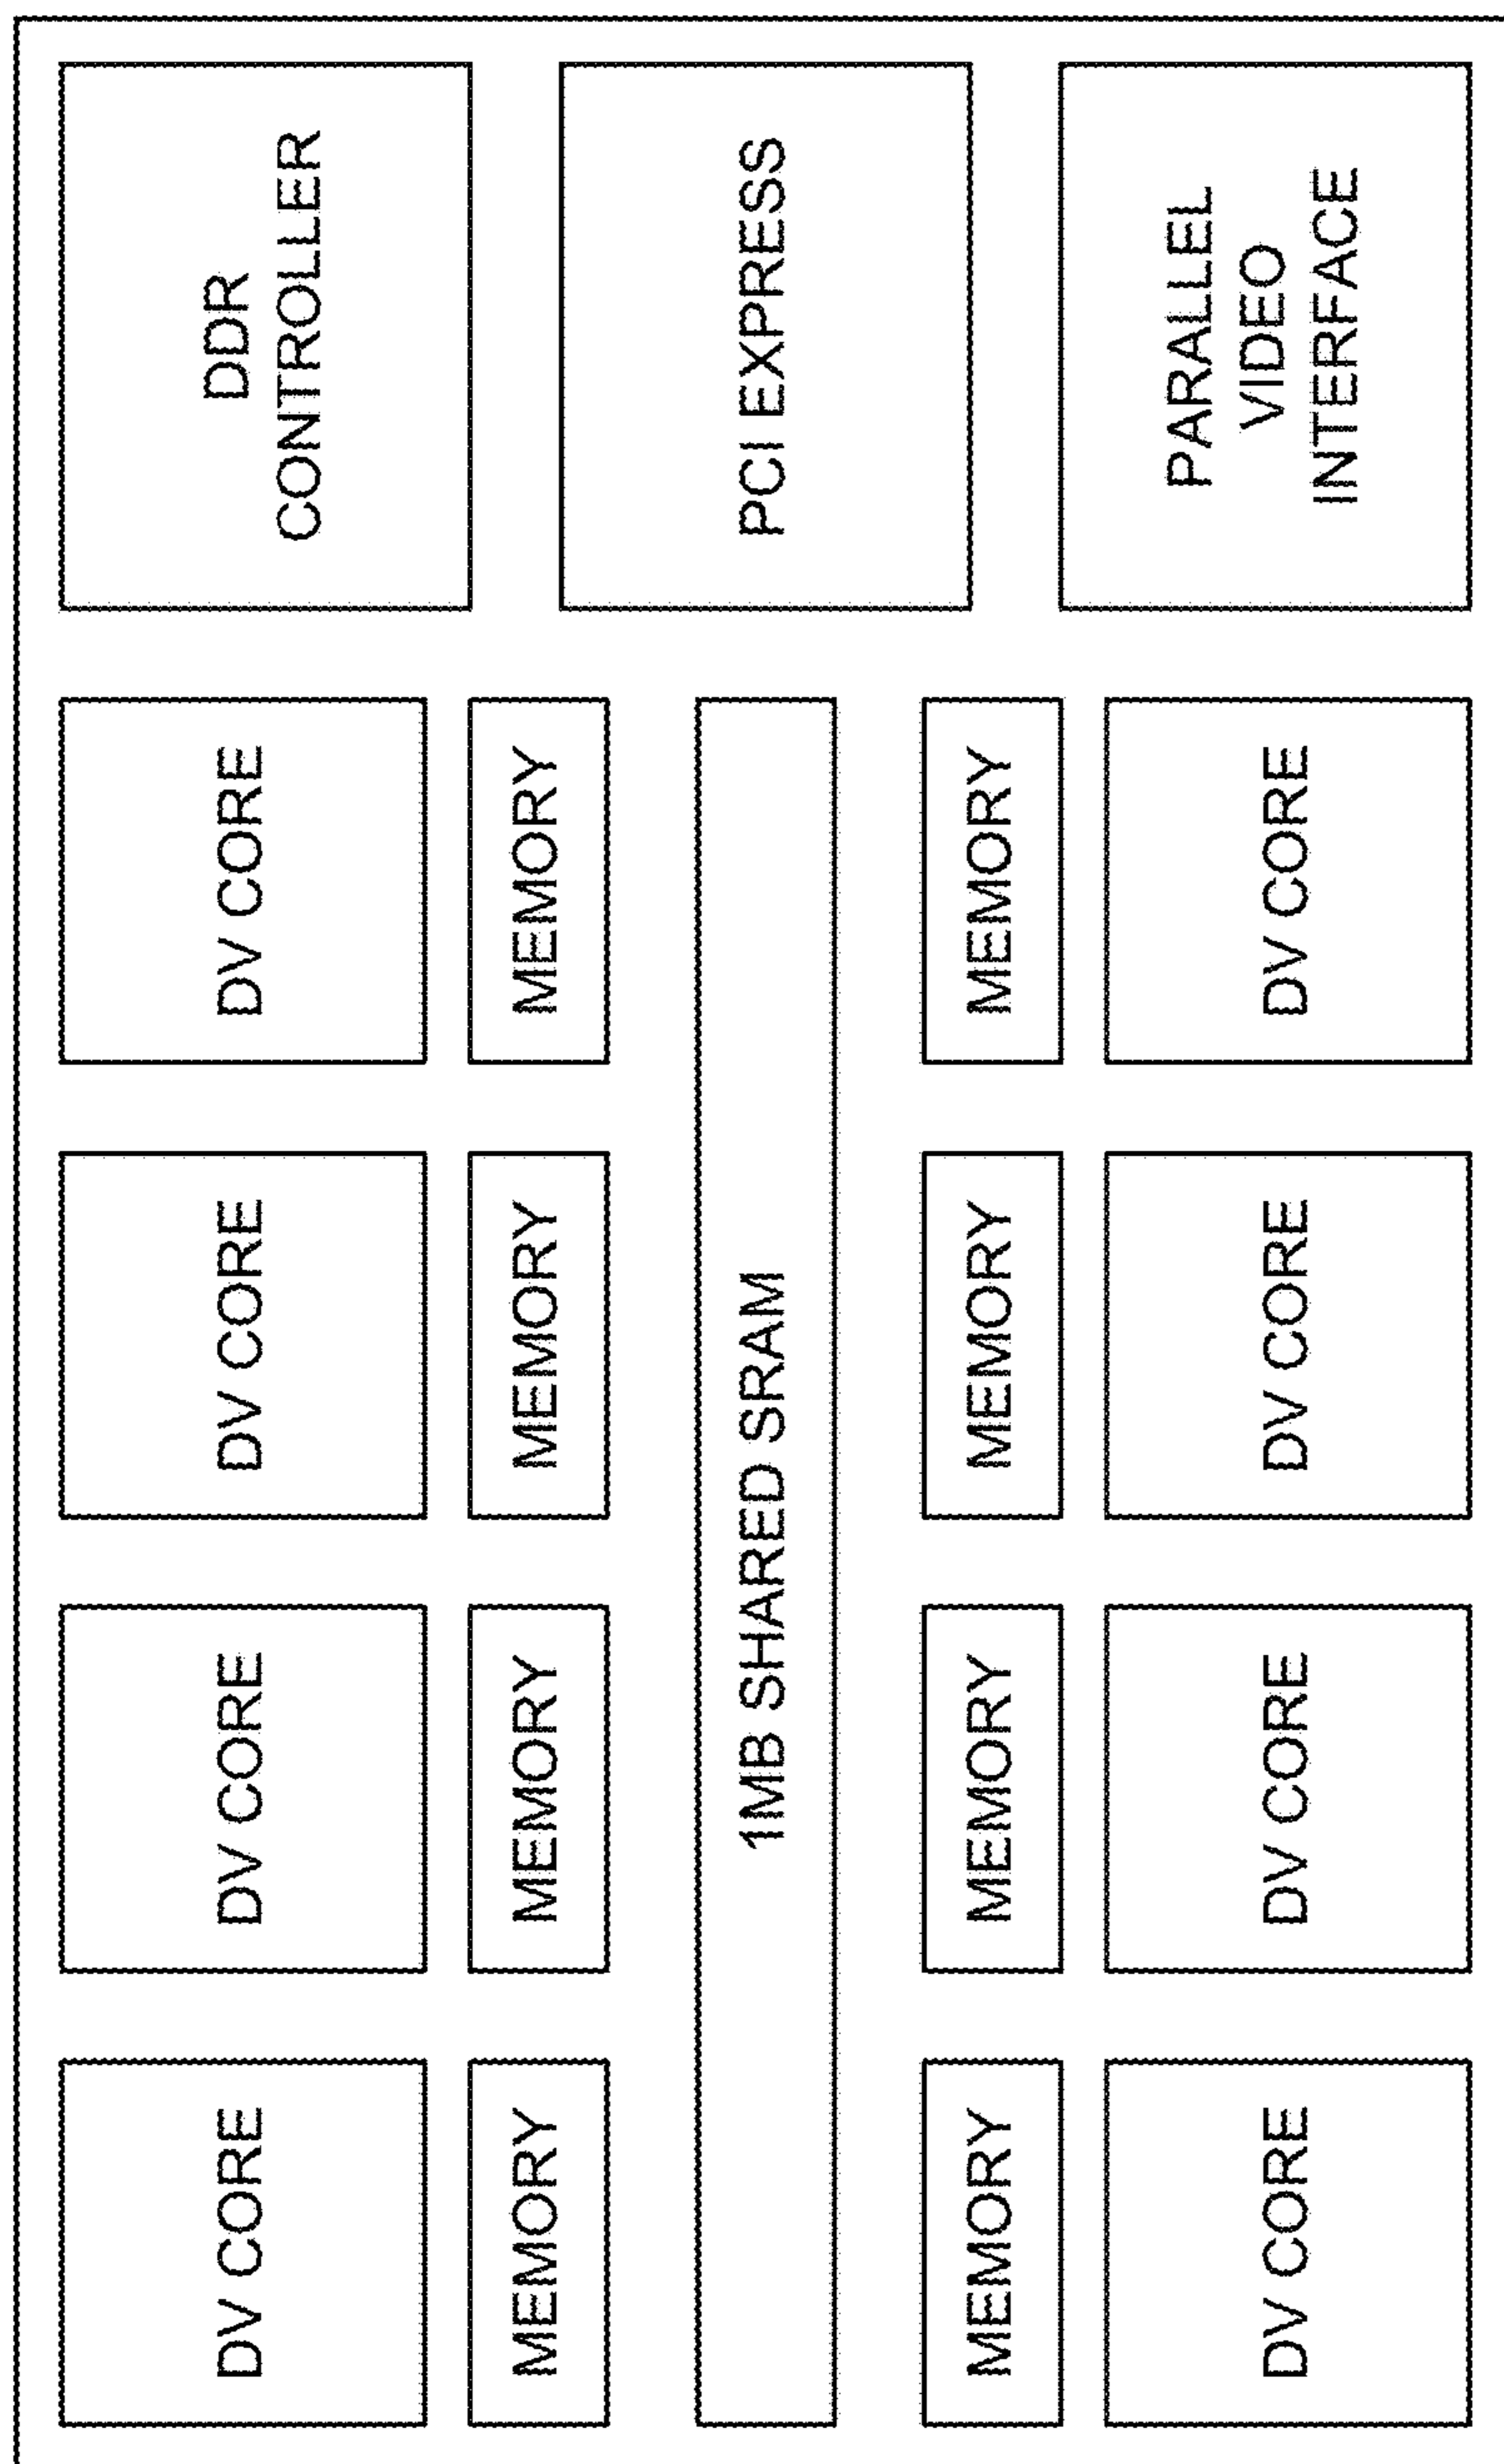 DV CORE
DV CORE
DV CORE
DV CORE
DDR
CONTROLLER
MEMORY
MEMORY
MEMORY
MEMORY
1MB SHARED SRAM
PCI EXPRESS
MEMORY
MEMORY
MEMORY
MEMORY
DV CORE
DV CORE
DV CORE
DV CORE
PARALLEL
VIDEO
INTERFACE